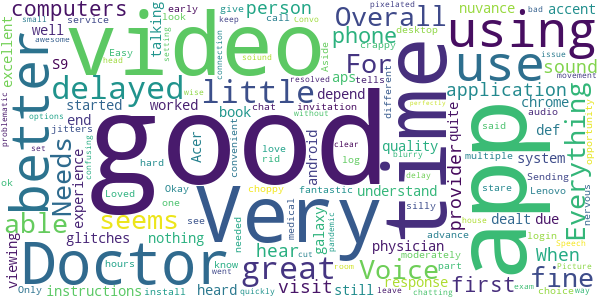 computers
video
person
Overall
using
nuvance
accent
excellent
service
early
small
awesome
give
look
talking
phone
S9
well
Easy
setting
head
keep
call
Lonvo
connection
soiund
pixelated
crappy
desktop
bad
issue
movement
For
use
sound
delayed
little
Aside
resolved
tells
aps
different
perfectly
started
worked
book
chat
invitation
wise
without
depend
application
chrome
problematic
options
better
Needs
end
jitters
hard
Acer
love
rid
clear
log
android
quality
blurry
delay
def
said
audio
Everything
opportunity
provider
quite
multiple
system
stare
Sending
Lenovo
nervous
set
confusing
experience
good
time
app
convenient
ok
Loved
Okay
one
choppy
fantastic
understand
silly
dealt
due
house
login
able
seems
Very
see
medical
needed
galaxy
pandemic
physician
advance
Speech
Picture
viewing
glitches
nothing
hear
cut
moderately
part
When
way
Doctor
great
Voice
first
fine
Only
hours
know
went
heard
visit
still
response
room
exam
choice
instructions
install
quickly
leave
chatting